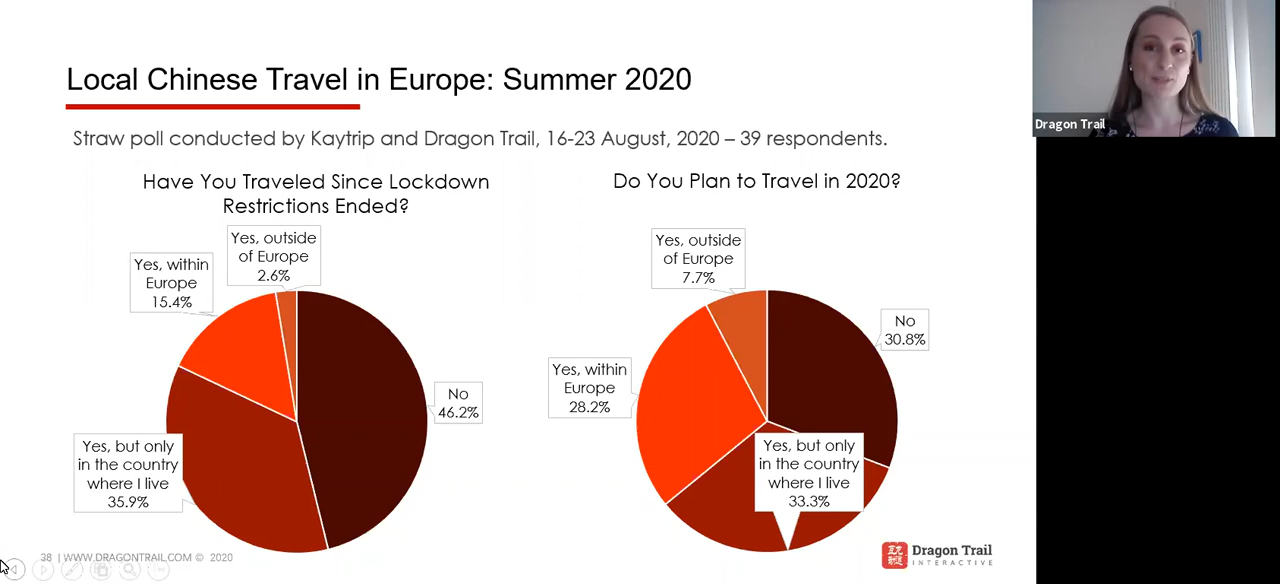 Local Chinese Travel in Europe: Summer 2020
Straw poll conducted by Kaytrip and Dragon Trail, 16-23 August, 2020 – 39 respondents.
Have You Traveled Since Lockdown
Restrictions Ended?
Yes, outside
of Europe
2.6%
Yes, within
Europe
15.4%
No
46.2%
Yes, but only
in the country
where I live
35.9%
Do You Plan to Travel in 2020?
Yes, outside
of Europe
7.7%
No
30.8%
Yes, within
Europe
28.2%
Yes, but only
in the country
where I live
33.3%
38 | WWW.DRAGONTRAIL.COM © 2020
Dragon Trail
INTERACTIVE
Dragon Trail